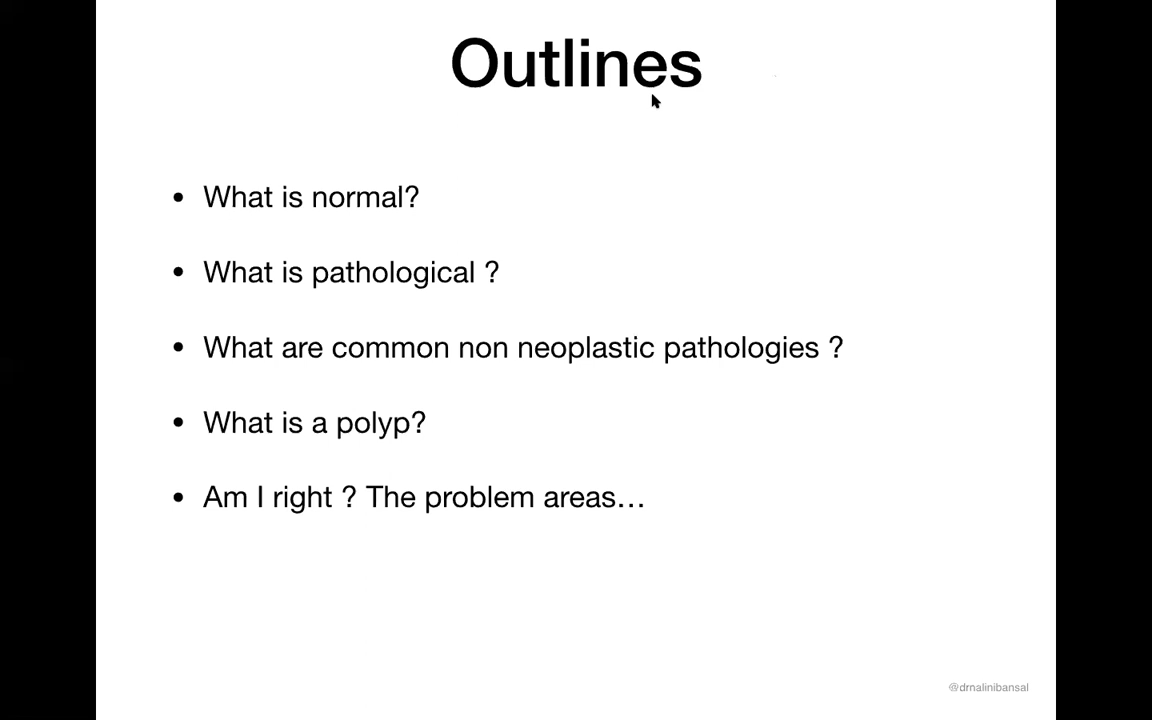 Outlines
• What is normal?
• What is pathological ?
• What are common non neoplastic pathologies ?
• What is a polyp?
• Am I right ? The problem areas…
@drnalinibansal